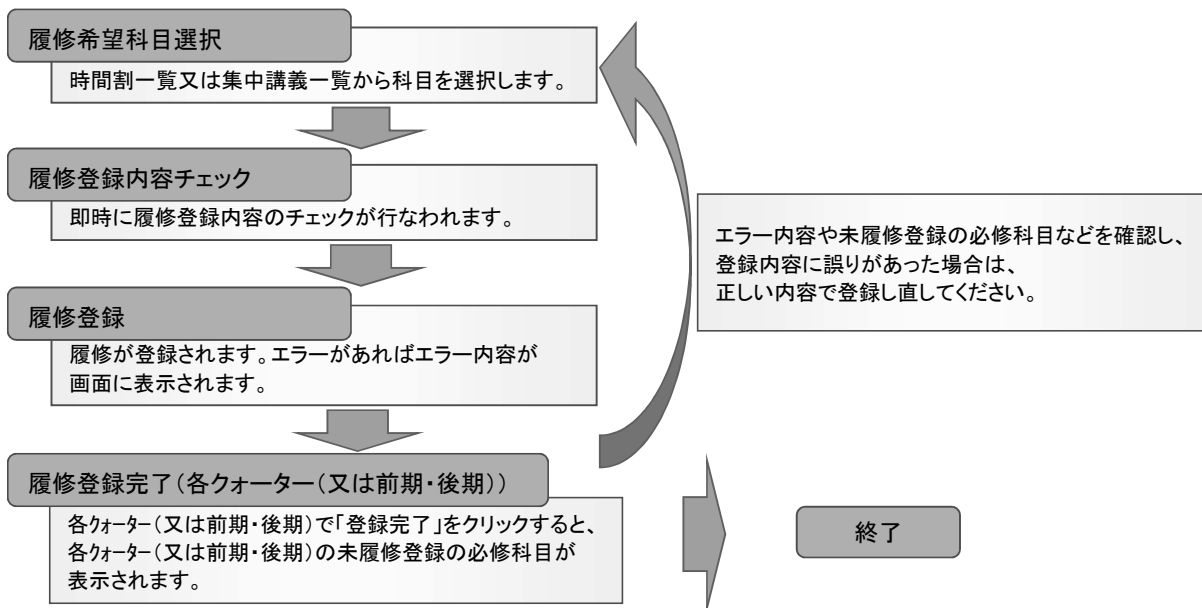 履修希望科目選択
時間割一覧又は集中講義一覧から科目を選択します。
履修登録内容チェック
即時に履修登録内容のチェックが行なわれます。
履修登録
履修が登録されます。エラーがあればエラー内容が
画面に表示されます。
エラー内容や未履修登録の必修科目などを確認し、
登録内容に誤りがあった場合は、
正しい内容で登録し直してください。
履修登録完了(各クォーター(又は前期・後期))
各クォーター(又は前期・後期)で「登録完了」をクリックすると、
各クォーター(又は前期・後期)の未履修登録の必修科目が
表示されます。
終了